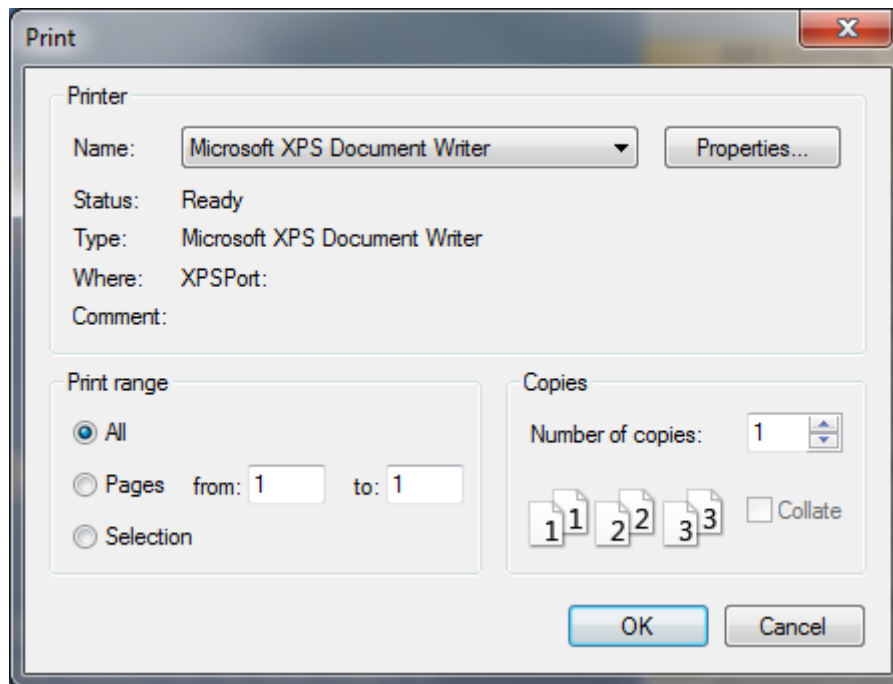 Print
Printer
Name: Microsoft XPS Document Writer Properties...
Status: Ready
Type: Microsoft XPS Document Writer
Where: XPSPort:
Comment:
Print range
All
Pages from: 1 to: 1
Selection
Copies
Number of copies: 1
1 1 2 2 3 3 Collate
OK Cancel